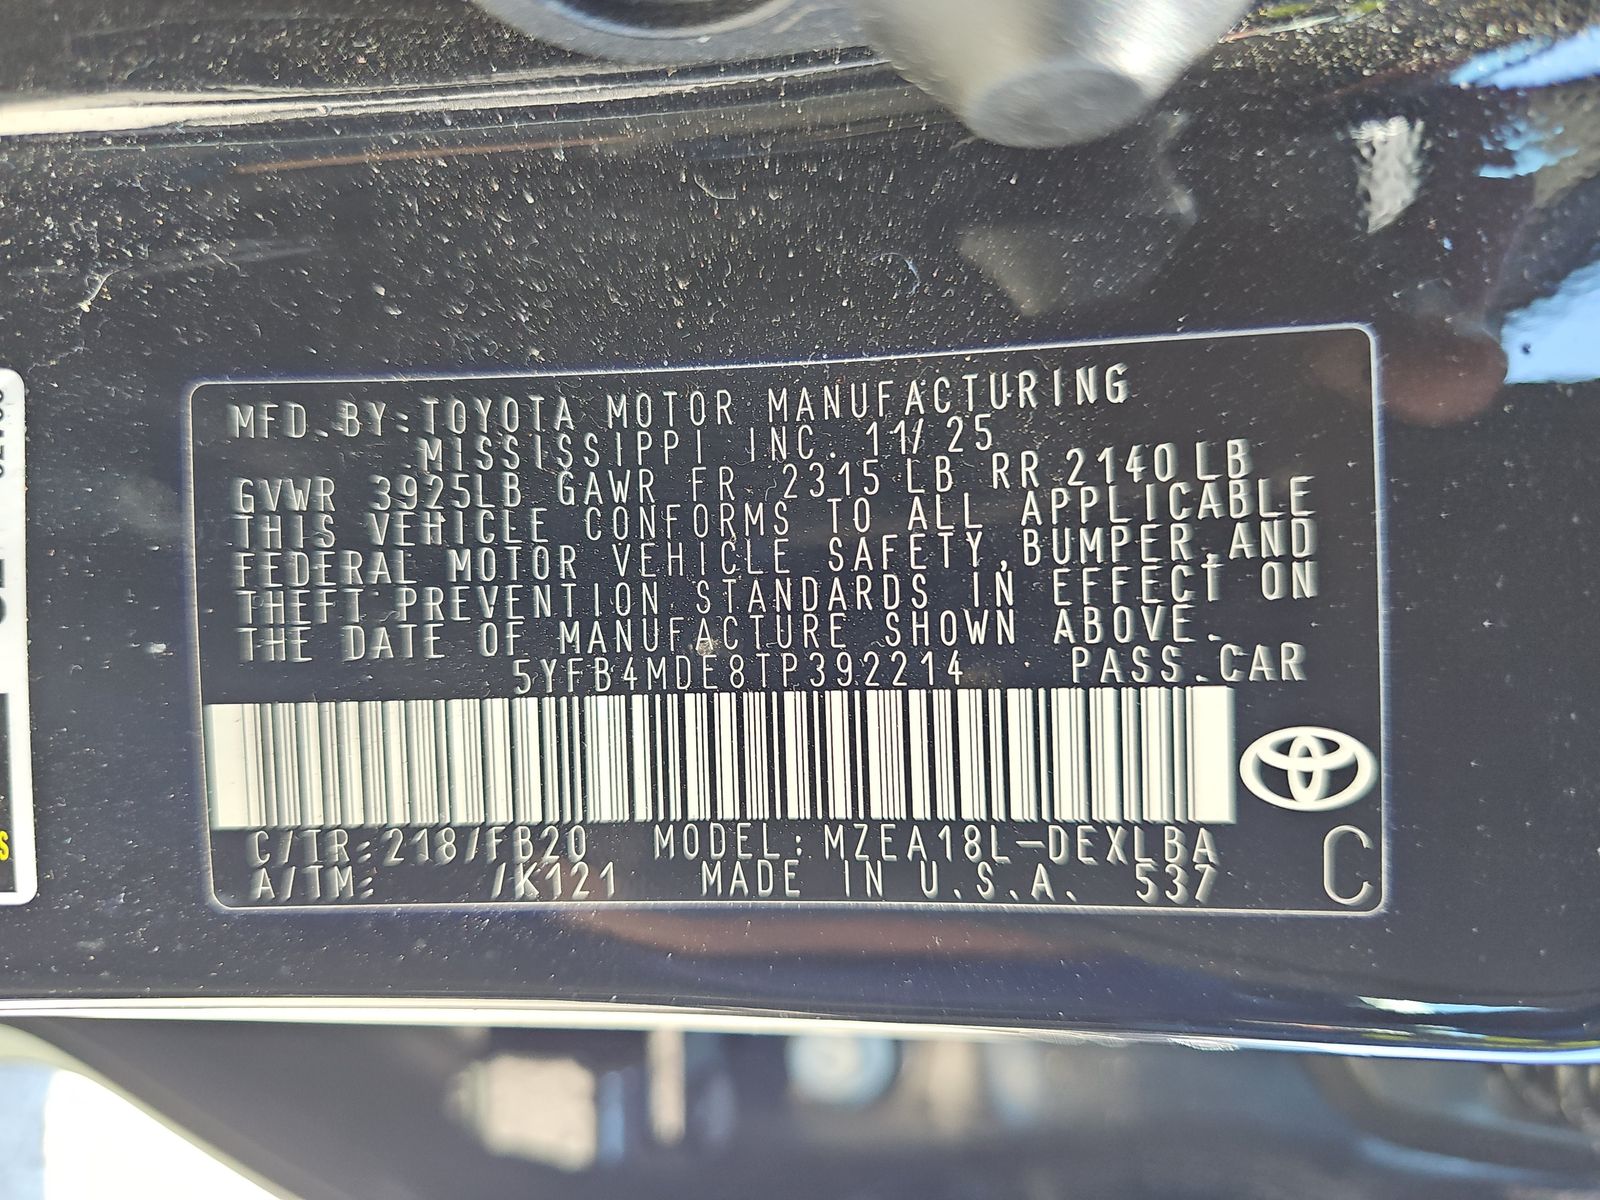 MFD. BY: TOYOTA MOTOR MANUFACTURING
MISSISSIPPI INC. 11/25
GVWR 3925LB GAWR FR 2315 LB RR 2140 LB
THIS VEHICLE CONFORMS TO ALL APPLICABLE
FEDERAL MOTOR VEHICLE SAFETY, BUMPER, AND
THEFT PREVENTION STANDARDS IN EFFECT ON
THE DATE OF MANUFACTURE SHOWN ABOVE.
5YFB4MDE8TP392214 PASS. CAR
C/TR: 218/FB20 MODEL: MZEA18L-DEXLBA
A/TM: /K121 MADE IN U.S.A. 537 C